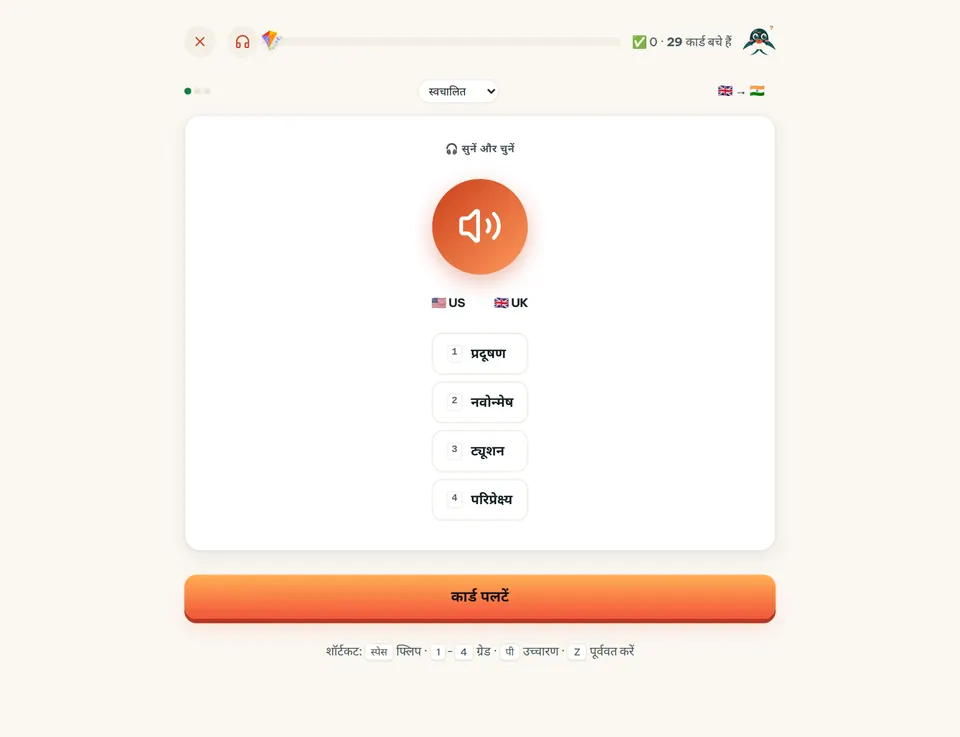 ✅ 0 · 29 कार्ड बचे हैं
स्वचालित
🇬🇧 → 🇮🇳
🎧 सुनें और चुनें
🇺🇸 US 🇬🇧 UK
1 प्रदूषण
2 नवोन्मेष
3 ट्यूशन
4 परिप्रेक्ष्य
कार्ड पलटें
शॉर्टकट: स्पेस फ्लिप · 1 - 4 ग्रेड · पी उच्चारण · Z पूर्ववत करें